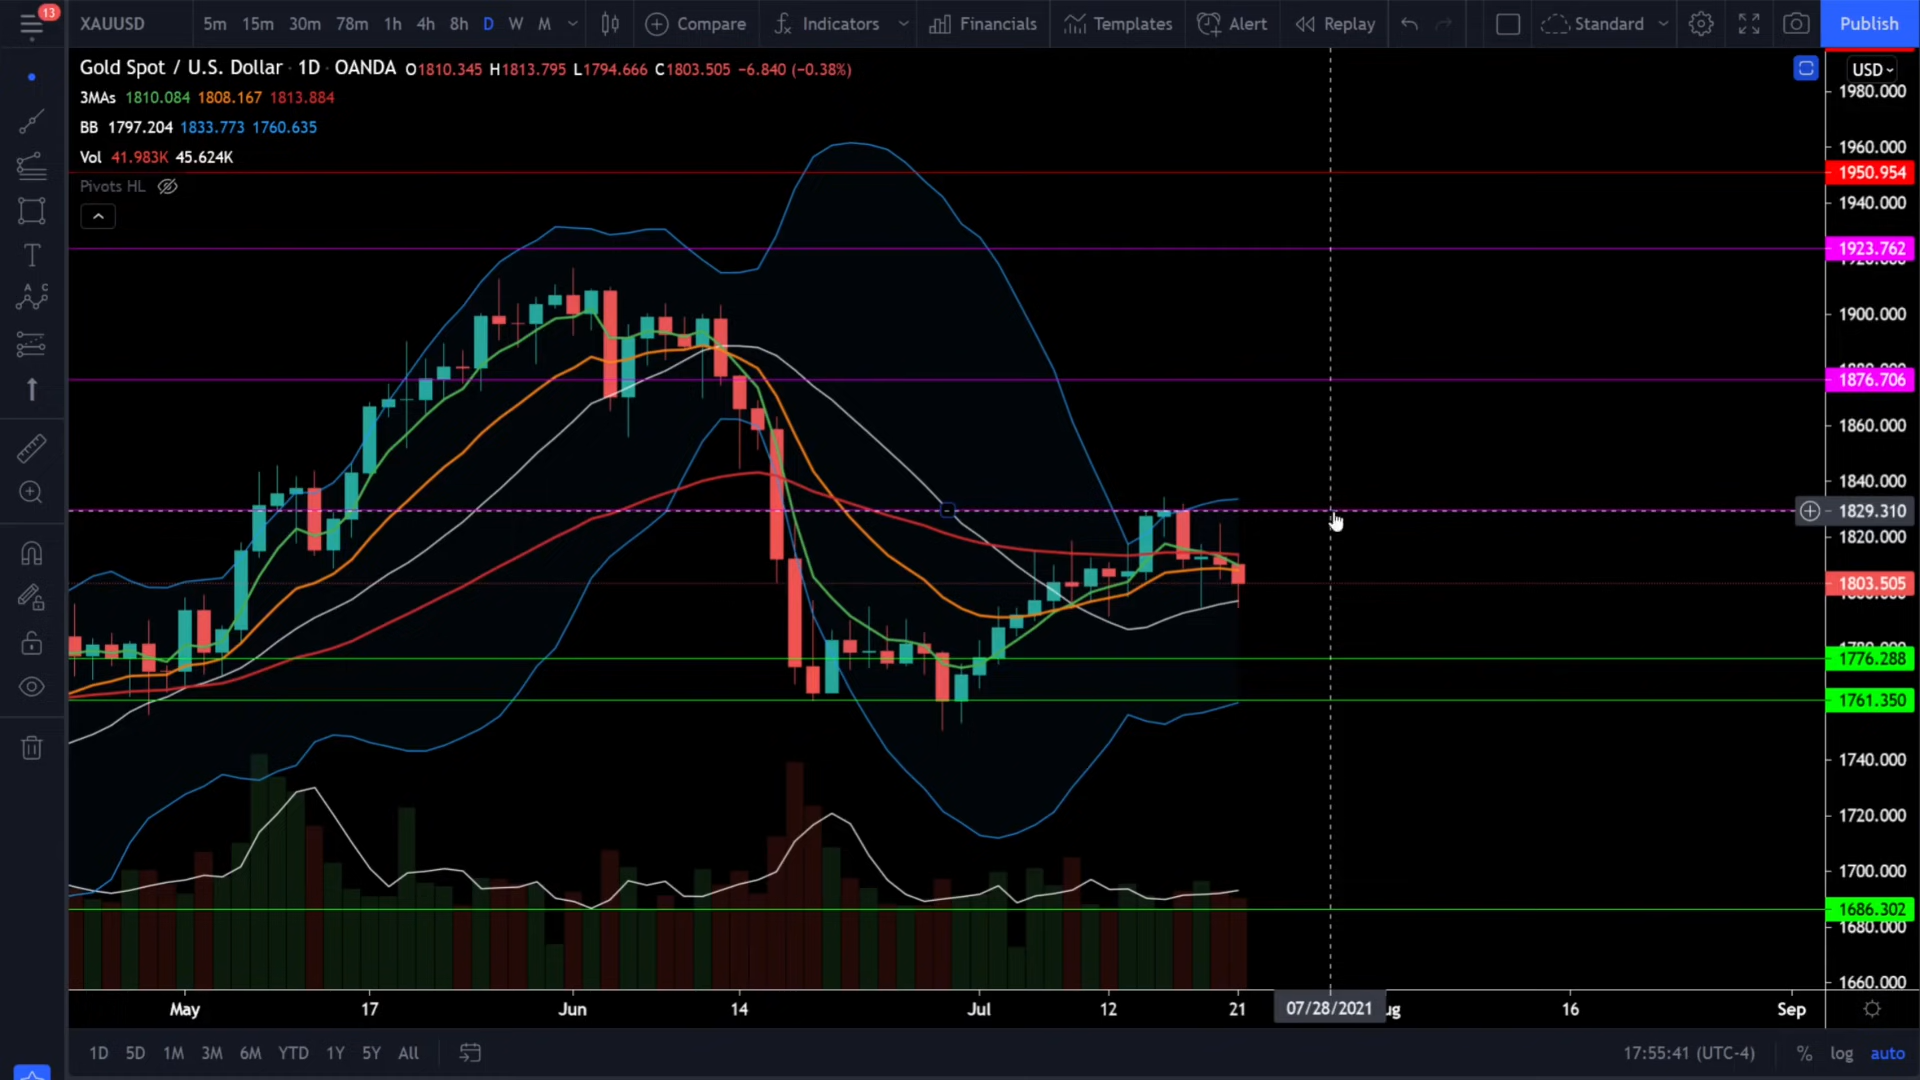 13 XAUUSD 5m 15m 30m 78m 1h 4h 8h D W M Compare Indicators Financials Templates Alert Replay Standard Publish
Gold Spot / U.S. Dollar · 1D · OANDA O1810.345 H1813.795 L1794.666 C1803.505 −6.840 (−0.38%)
USD
1980.000
3MAs 1810.084 1808.167 1813.884
BB 1797.204 1833.773 1760.635
Vol 41.983K 45.624K
Pivots HL
1960.000
1950.954
1940.000
1923.762
1900.000
1876.706
1860.000
1840.000
1829.310
1820.000
1803.505
1776.288
1761.350
1740.000
1720.000
1700.000
1686.302
1680.000
1660.000
May 17 Jun 14 Jul 12 21 07/28/2021 ug 16 Sep
1D 5D 1M 3M 6M YTD 1Y 5Y All 17:55:41 (UTC-4) % log auto